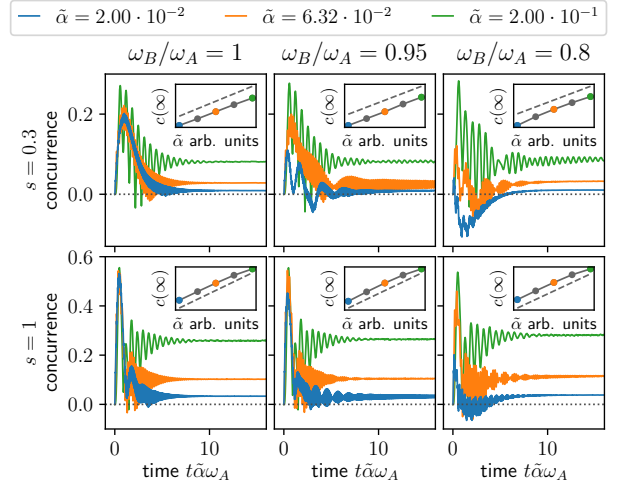 α̃ = 2.00 · 10⁻² α̃ = 6.32 · 10⁻² α̃ = 2.00 · 10⁻¹
ω_B/ω_A = 1 ω_B/ω_A = 0.95 ω_B/ω_A = 0.8
s = 0.3
concurrence
0.2
0.0
c(∞)
α̃ arb. units
c(∞)
α̃ arb. units
c(∞)
α̃ arb. units
s = 1
concurrence
0.6
0.4
0.2
0.0
c(∞)
α̃ arb. units
c(∞)
α̃ arb. units
c(∞)
α̃ arb. units
0 10 0 10 0 10
time tα̃ω_A time tα̃ω_A time tα̃ω_A